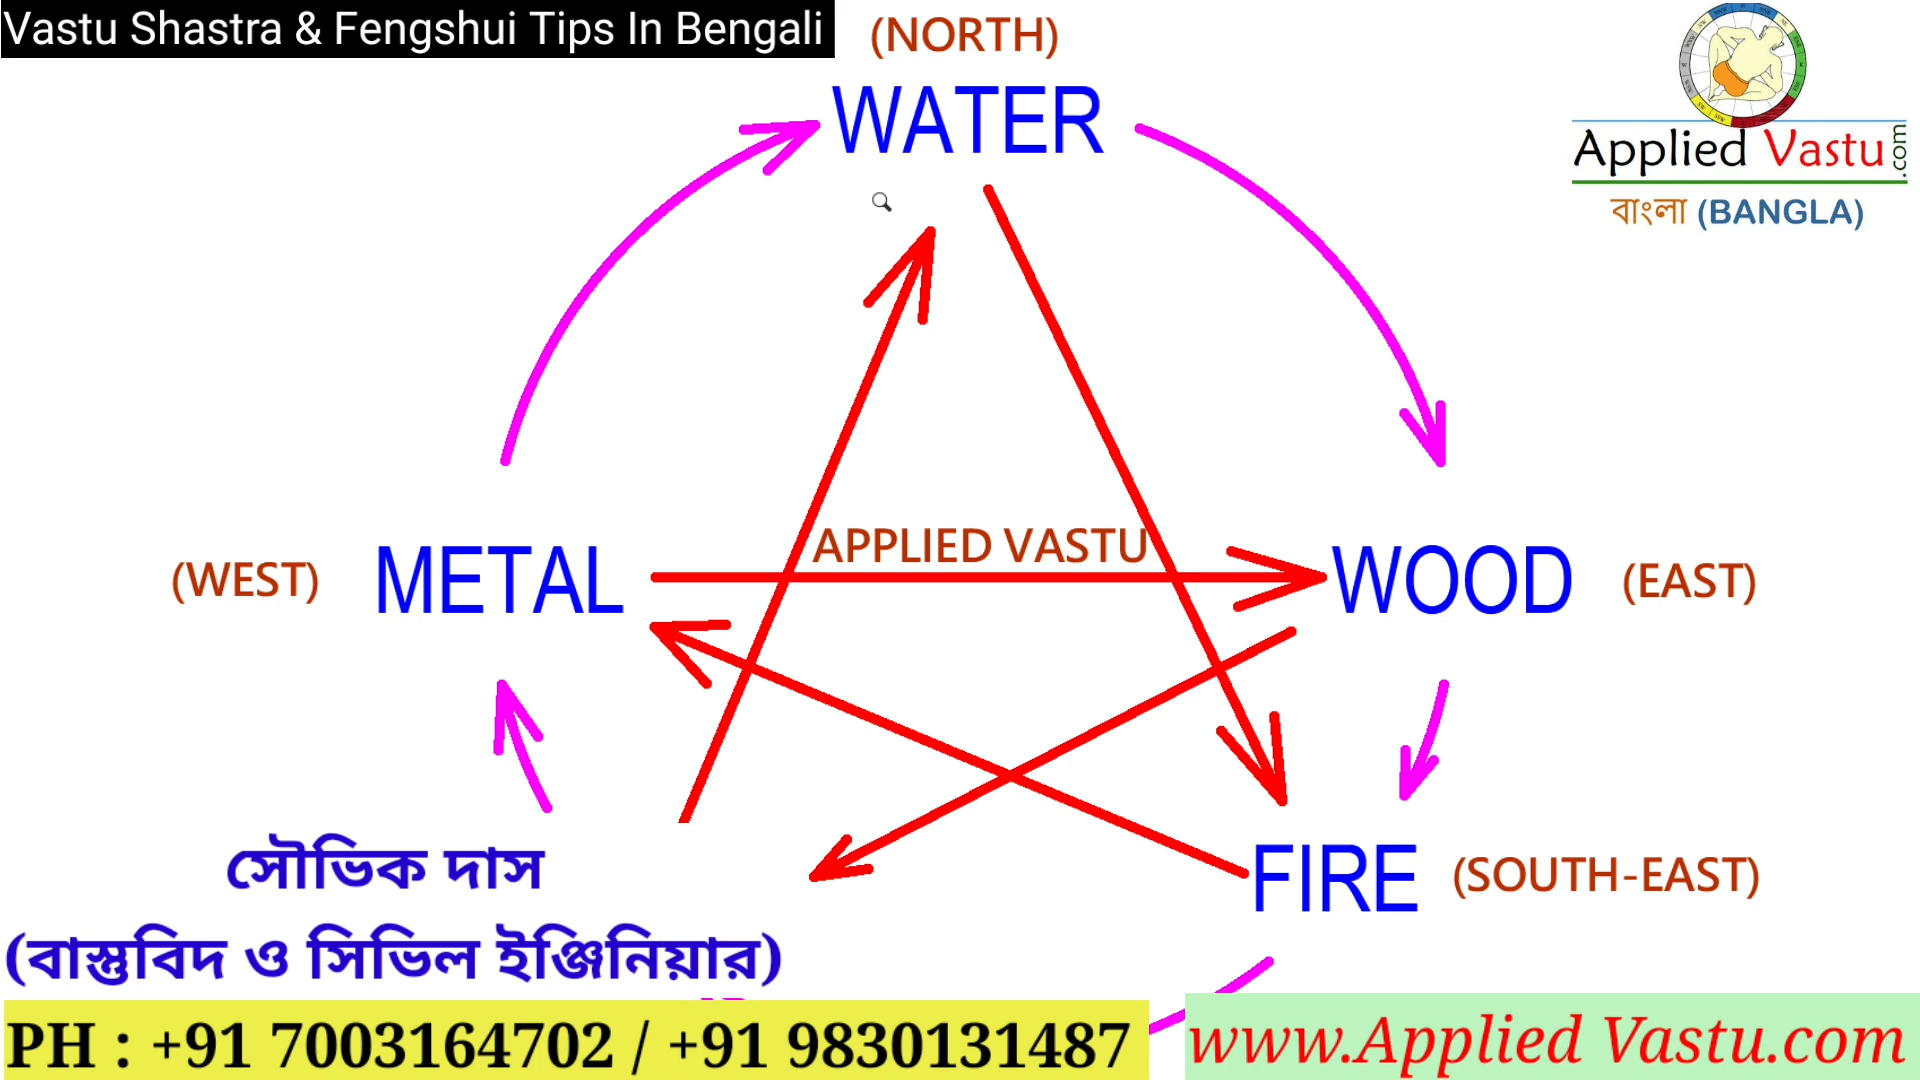 Vastu Shastra & Fengshui Tips In Bengali
(NORTH)
WATER
Applied Vastu.com
বাংলা (BANGLA)
APPLIED VASTU
(WEST) METAL
WOOD (EAST)
FIRE (SOUTH-EAST)
সৌভিক দাস
(বাস্তুবিদ ও সিভিল ইঞ্জিনিয়ার)
PH : +91 7003164702 / +91 9830131487
www.Applied Vastu.com